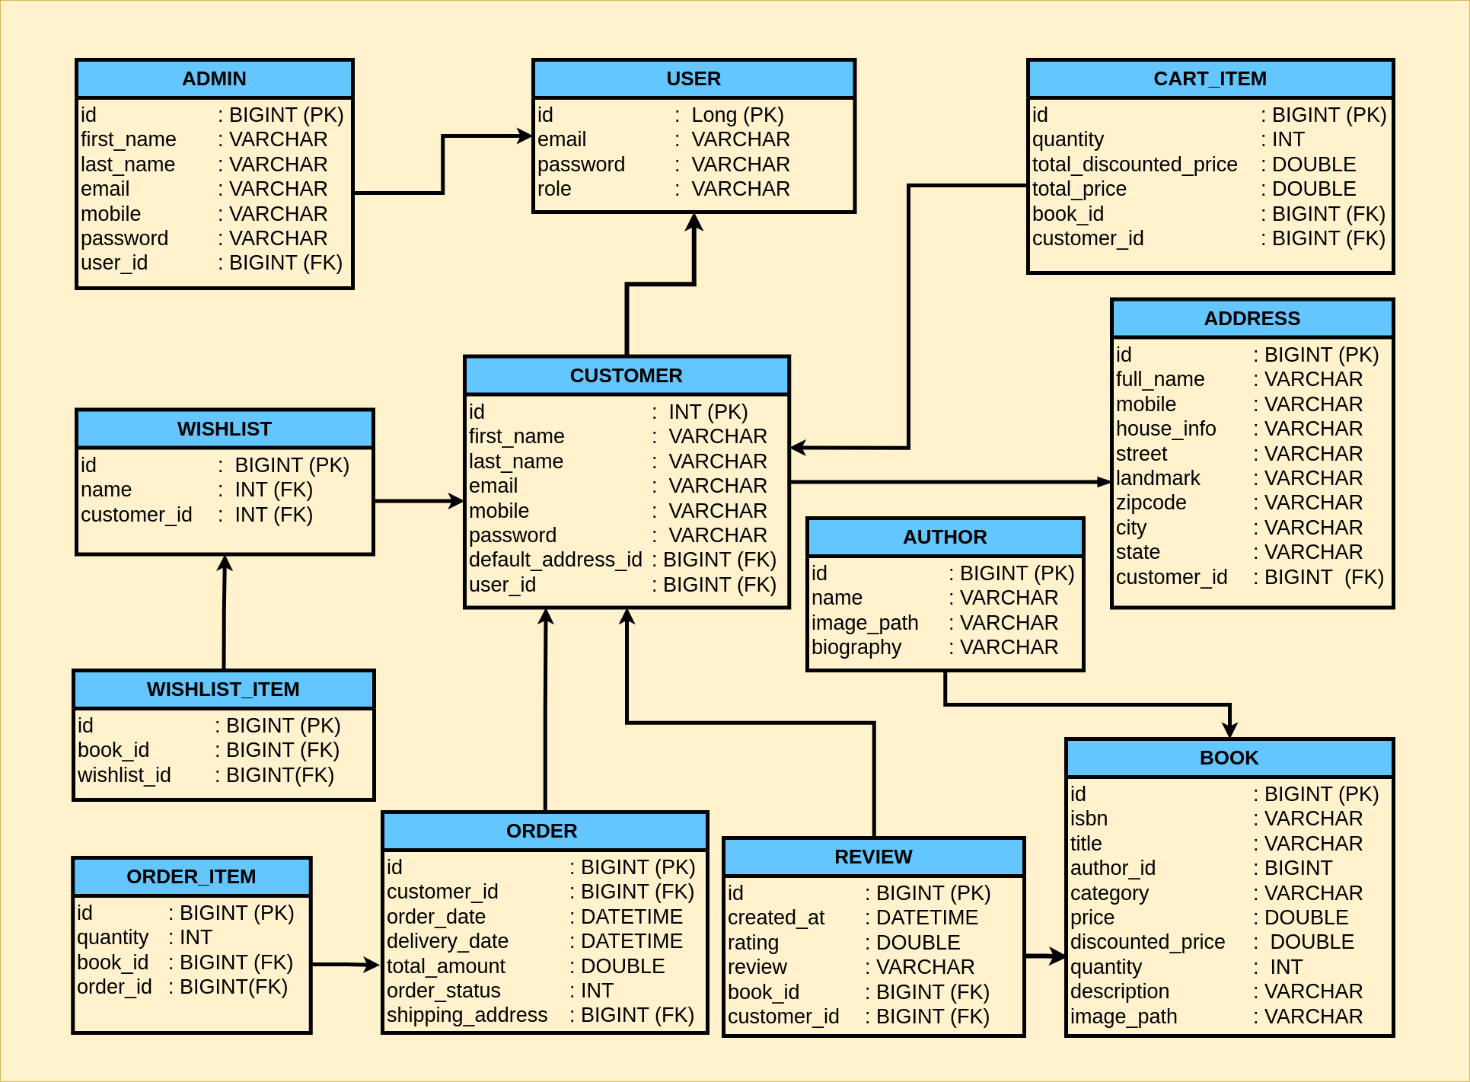 ADMIN
id : BIGINT (PK)
first_name : VARCHAR
last_name : VARCHAR
email : VARCHAR
mobile : VARCHAR
password : VARCHAR
user_id : BIGINT (FK)
USER
id : Long (PK)
email : VARCHAR
password : VARCHAR
role : VARCHAR
CART_ITEM
id : BIGINT (PK)
quantity : INT
total_discounted_price : DOUBLE
total_price : DOUBLE
book_id : BIGINT (FK)
customer_id : BIGINT (FK)
ADDRESS
id : BIGINT (PK)
full_name : VARCHAR
mobile : VARCHAR
house_info : VARCHAR
street : VARCHAR
landmark : VARCHAR
zipcode : VARCHAR
city : VARCHAR
state : VARCHAR
customer_id : BIGINT (FK)
CUSTOMER
id : INT (PK)
first_name : VARCHAR
last_name : VARCHAR
email : VARCHAR
mobile : VARCHAR
password : VARCHAR
default_address_id : BIGINT (FK)
user_id : BIGINT (FK)
WISHLIST
id : BIGINT (PK)
name : INT (FK)
customer_id : INT (FK)
AUTHOR
id : BIGINT (PK)
name : VARCHAR
image_path : VARCHAR
biography : VARCHAR
WISHLIST_ITEM
id : BIGINT (PK)
book_id : BIGINT (FK)
wishlist_id : BIGINT(FK)
BOOK
id : BIGINT (PK)
isbn : VARCHAR
title : VARCHAR
author_id : BIGINT
category : VARCHAR
price : DOUBLE
discounted_price : DOUBLE
quantity : INT
description : VARCHAR
image_path : VARCHAR
ORDER
id : BIGINT (PK)
customer_id : BIGINT (FK)
order_date : DATETIME
delivery_date : DATETIME
total_amount : DOUBLE
order_status : INT
shipping_address : BIGINT (FK)
REVIEW
id : BIGINT (PK)
created_at : DATETIME
rating : DOUBLE
review : VARCHAR
book_id : BIGINT (FK)
customer_id : BIGINT (FK)
ORDER_ITEM
id : BIGINT (PK)
quantity : INT
book_id : BIGINT (FK)
order_id : BIGINT(FK)